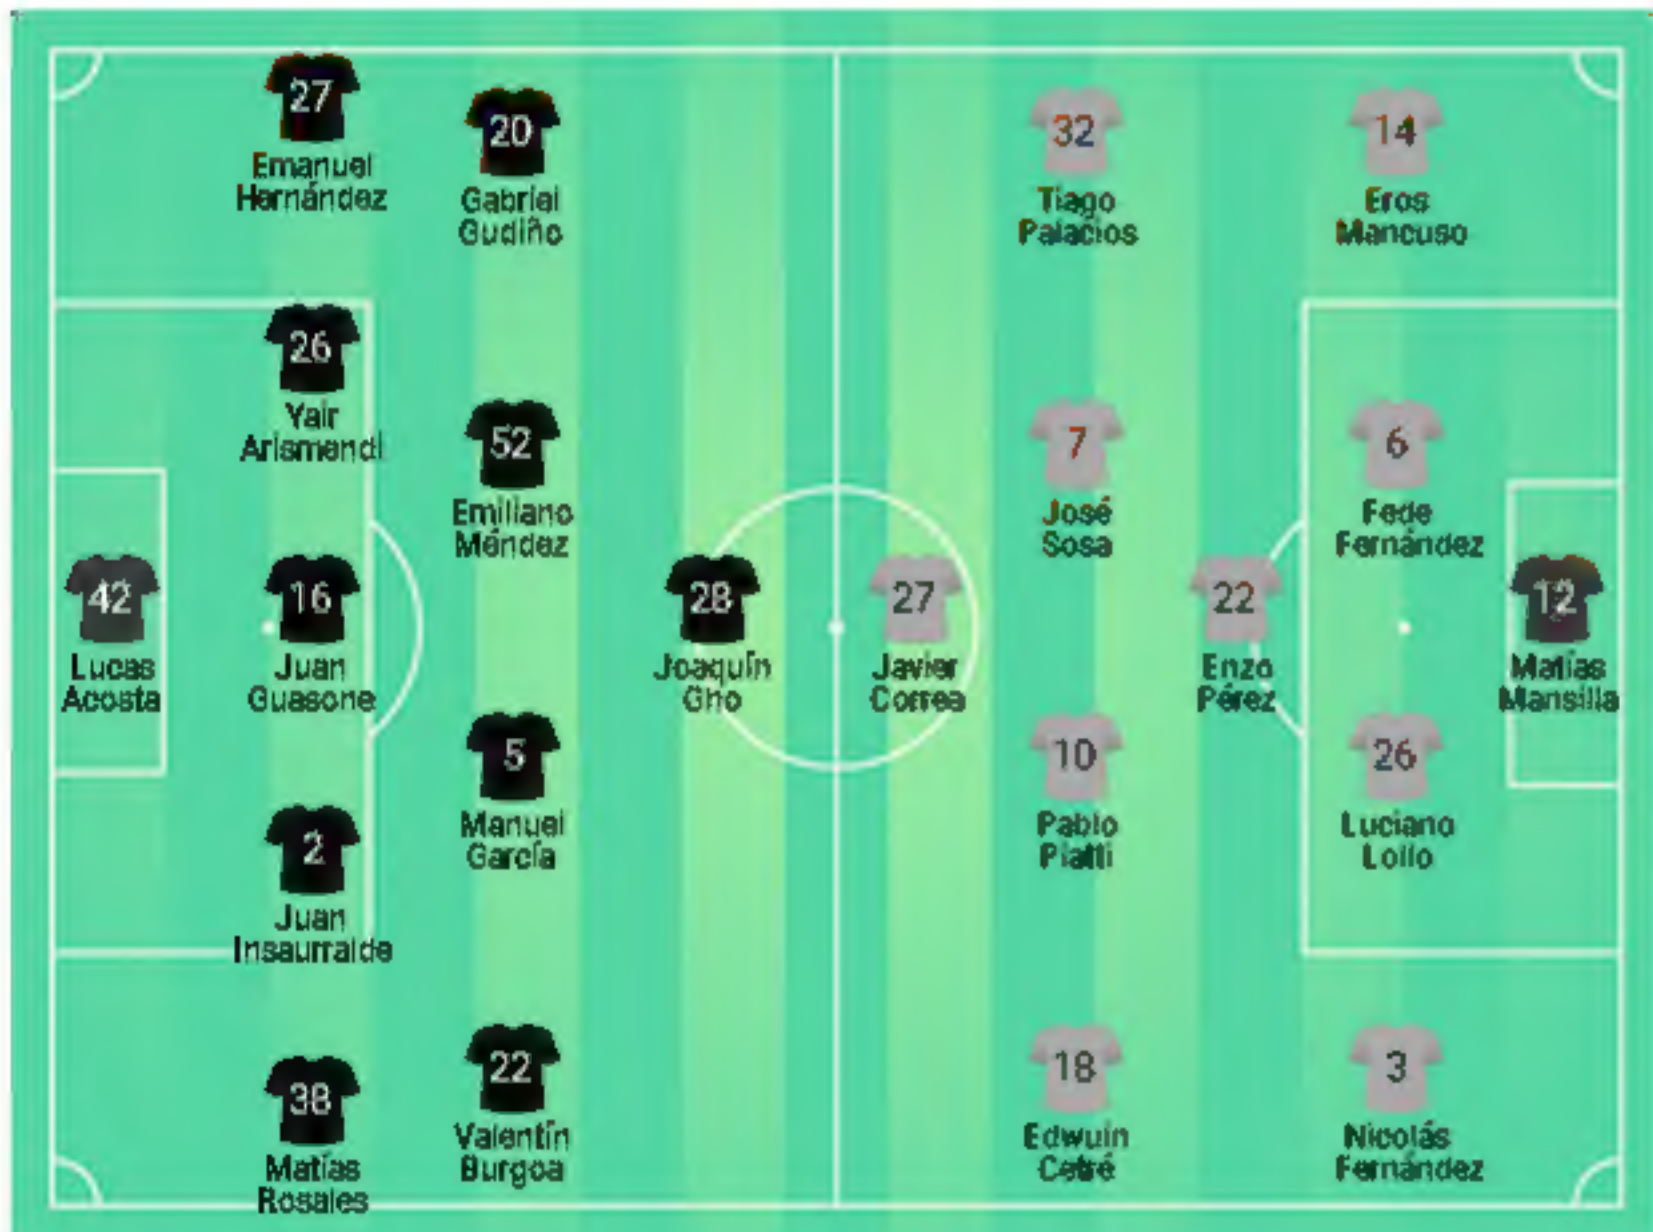 27
Emanuel
Hernández
20
Gabriel
Gudiño
26
Yair
Arismendi
52
Emiliano
Méndez
42
Lucas
Acosta
16
Juan
Guasone
28
Joaquín
Gho
5
Manuel
García
2
Juan
Insaurralde
38
Matías
Rosales
22
Valentín
Burgoa
32
Tiago
Palacios
14
Eros
Mancuso
7
José
Sosa
6
Fede
Fernández
27
Javier
Correa
22
Enzo
Pérez
12
Matías
Mansilla
10
Pablo
Piatti
26
Luciano
Lollo
18
Edwuin
Cetré
3
Nicolás
Fernández